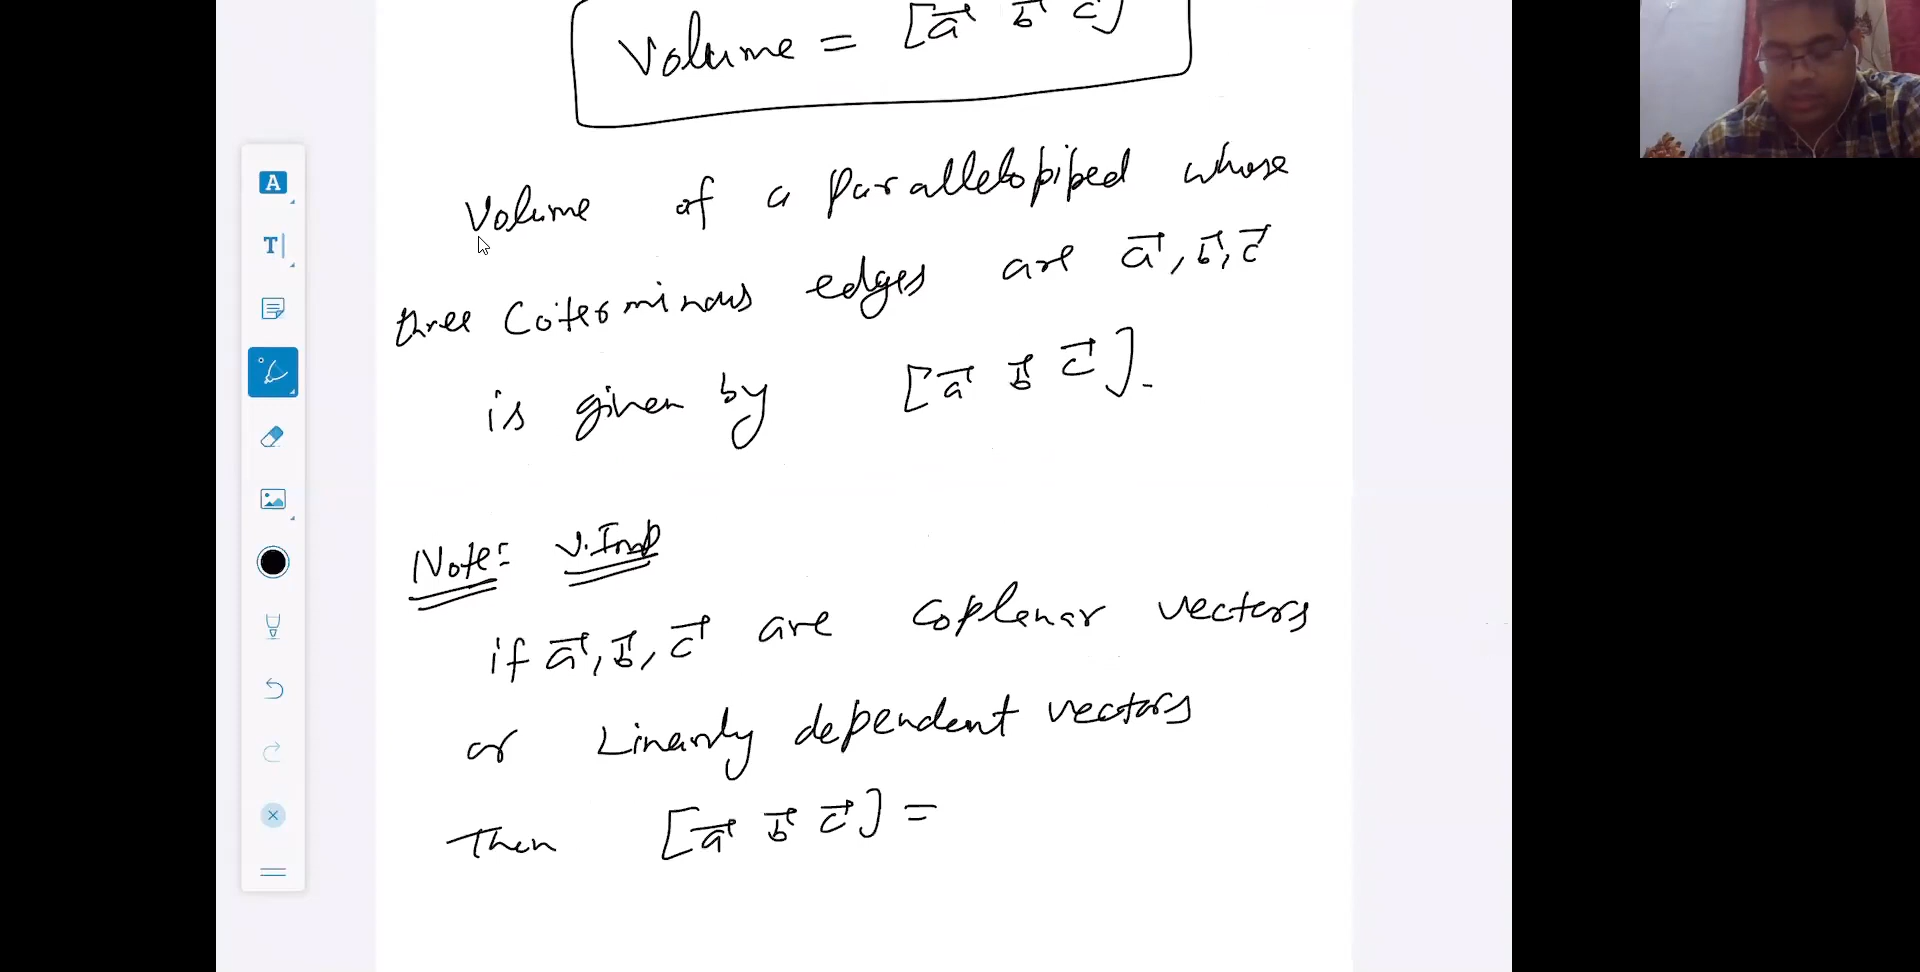 Volume = [a⃗ b⃗ c⃗]
Volume of a parallelopiped whose
three Coterminous edges are a⃗, b⃗, c⃗
is given by [a⃗ b⃗ c⃗].
Note: V.Imp
if a⃗, b⃗, c⃗ are coplanar vectors
or Linearly dependent vectors
Then [a⃗ b⃗ c⃗] =
A
T